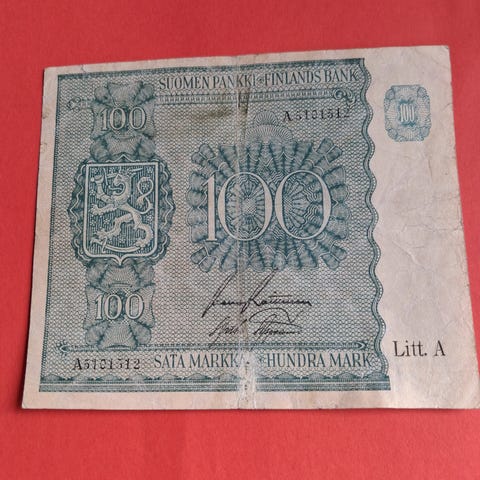 SUOMEN PANKKI FINLANDS BANK
100
A5101512
100
100
100
A5101512
SATA MARKKA HUNDRA MARK
Litt. A